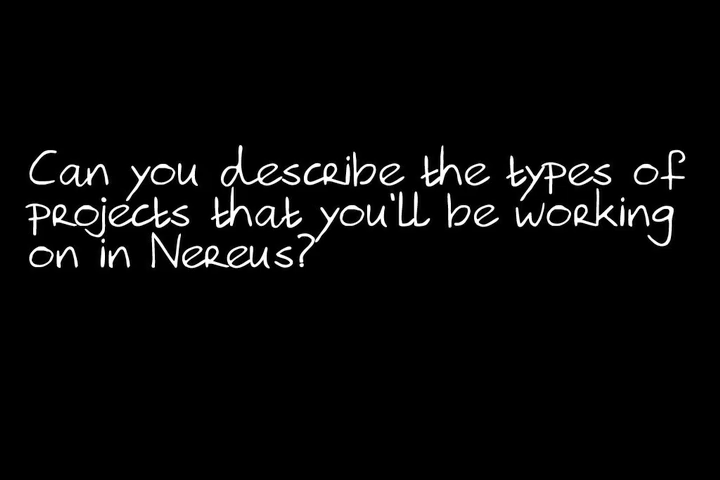 Can you describe the types of
projects that you'll be working
on in Nereus?